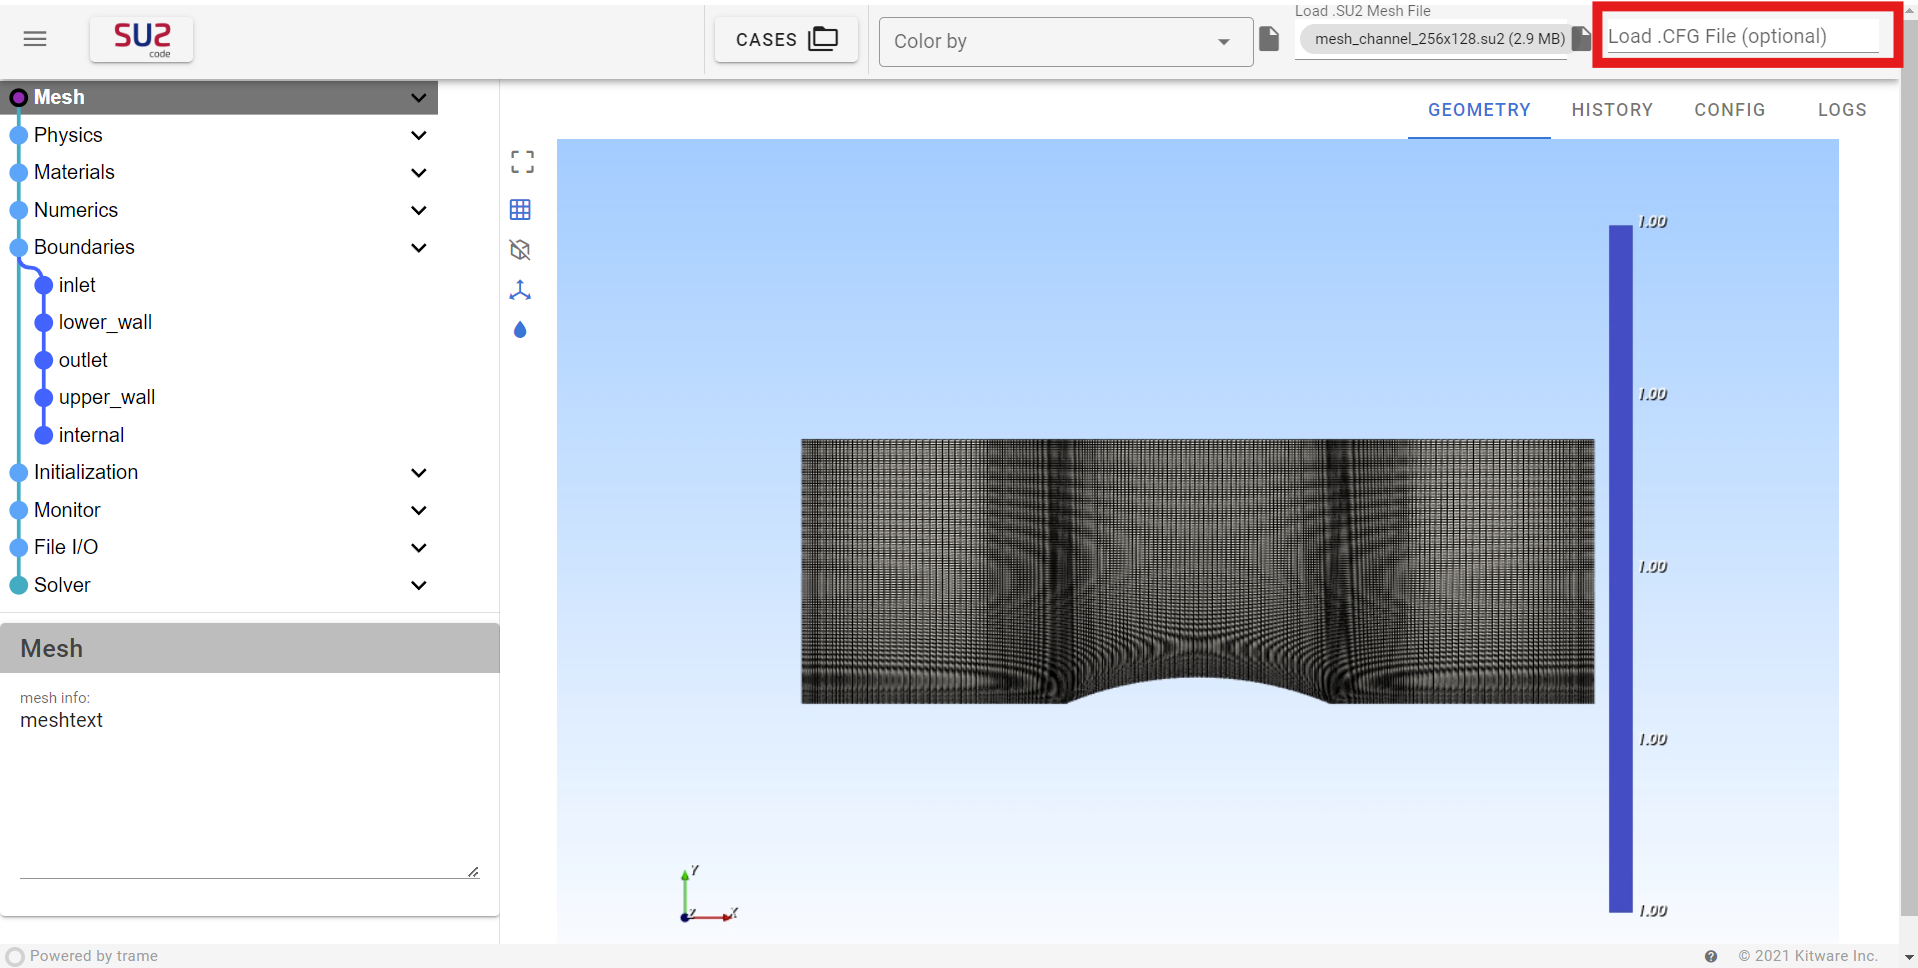 SU2
code
CASES
Color by
Load .SU2 Mesh File
mesh_channel_256x128.su2 (2.9 MB)
Load .CFG File (optional)
Mesh
Physics
Materials
Numerics
Boundaries
inlet
lower_wall
outlet
upper_wall
internal
Initialization
Monitor
File I/O
Solver
Mesh
mesh info:
meshtext
GEOMETRY
HISTORY
CONFIG
LOGS
1.00
1.00
1.00
1.00
1.00
Y
Z
X
Powered by trame
? © 2021 Kitware Inc.